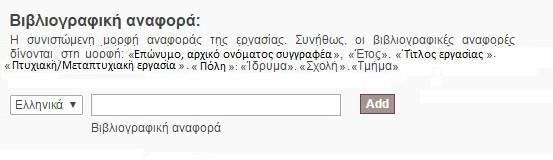 Βιβλιογραφική αναφορά:
Η συνιστώμενη μορφή αναφοράς της εργασίας. Συνήθως, οι βιβλιογραφικές αναφορές
δίνονται στη μορφή: «Επώνυμο, αρχικό ονόματος συγγραφέα», «Έτος». «Τίτλος εργασίας».
«Πτυχιακή/Μεταπτυχιακή εργασία». «Πόλη»: «Ίδρυμα». «Σχολή». «Τμήμα»
Ελληνικά ▼ Add
Βιβλιογραφική αναφορά